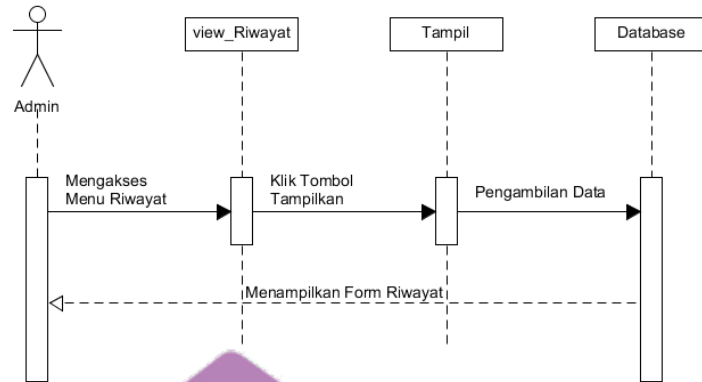 view_Riwayat
Tampil
Database
Admin
Mengakses
Menu Riwayat
Klik Tombol
Tampilkan
Pengambilan Data
Menampilkan Form Riwayat